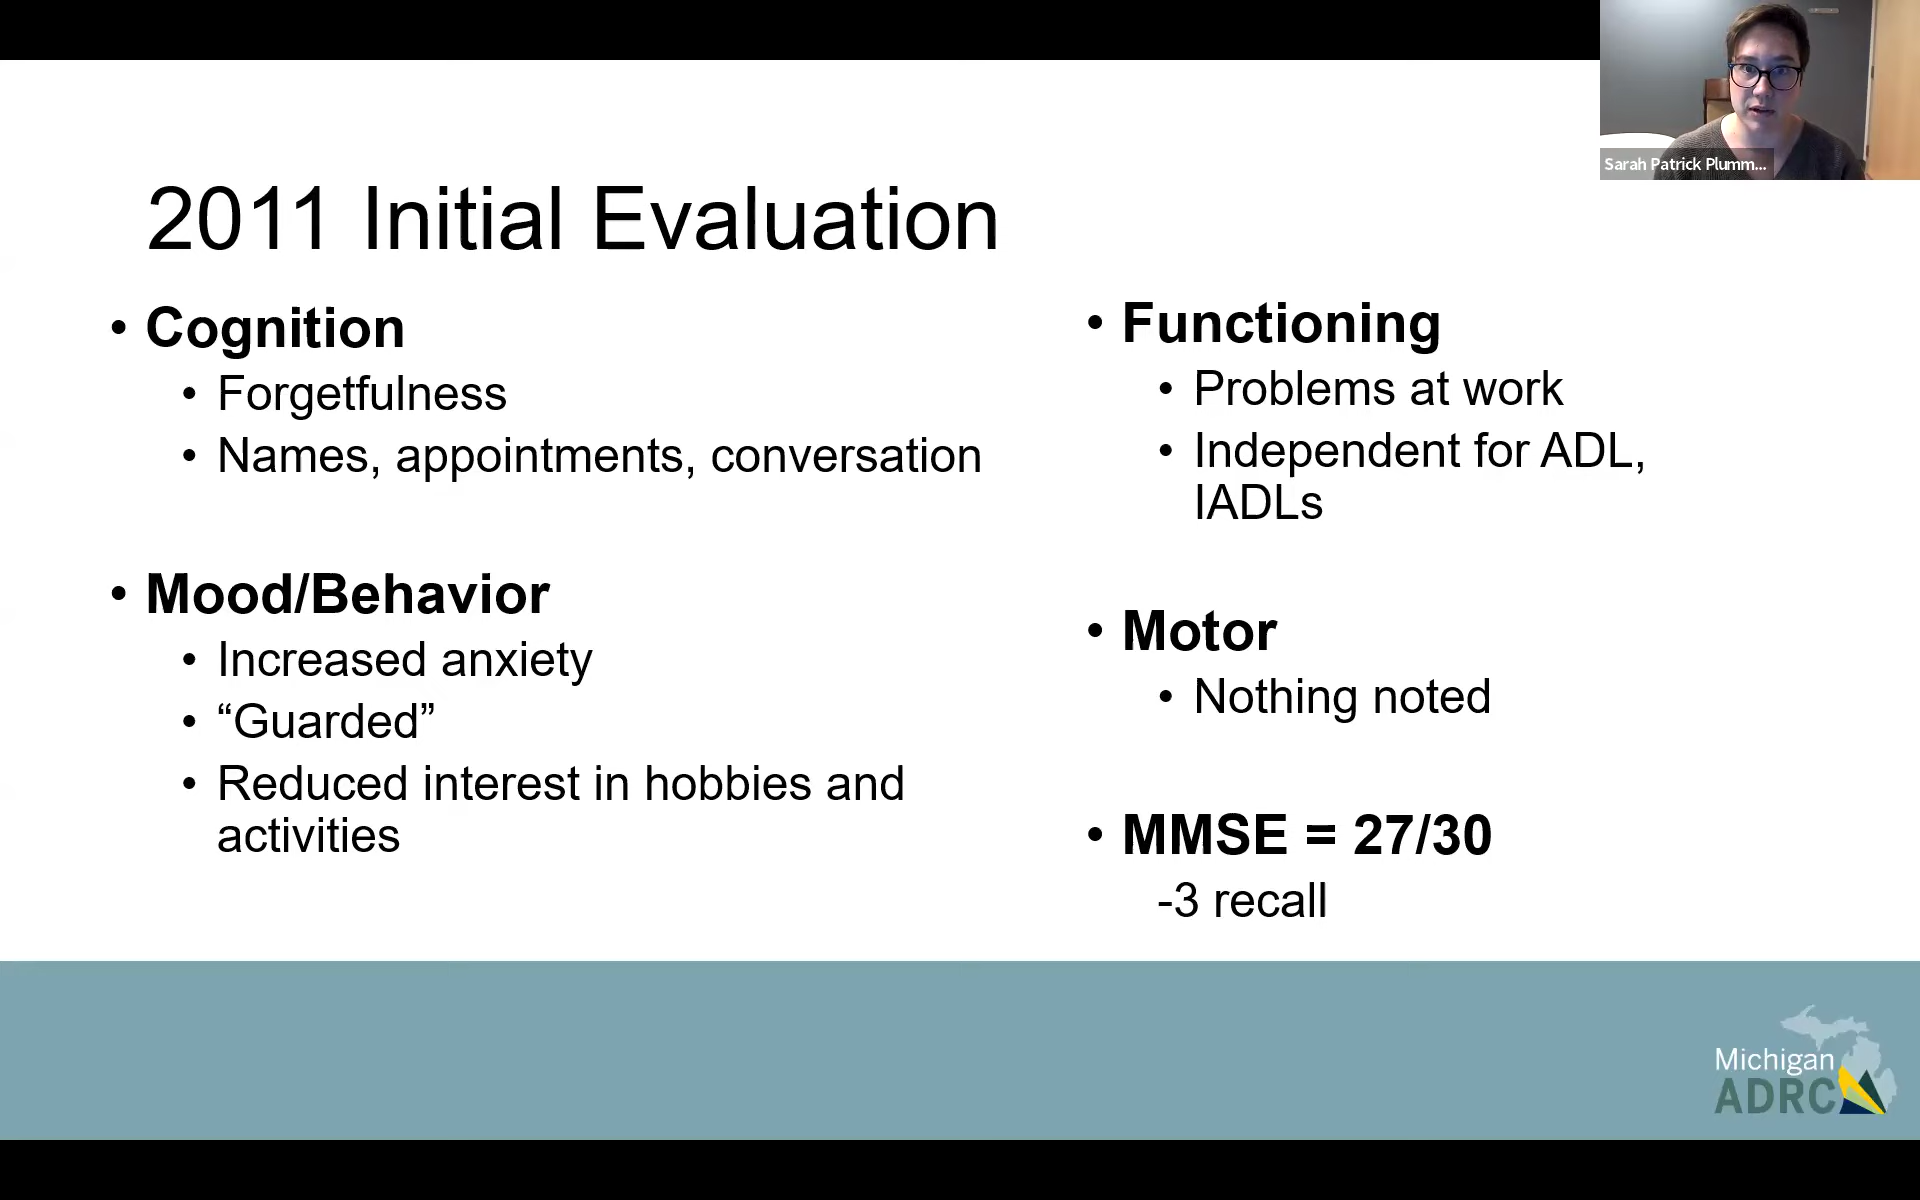 Sarah Patrick Plumm...
2011 Initial Evaluation
• Cognition
• Forgetfulness
• Names, appointments, conversation
• Mood/Behavior
• Increased anxiety
• “Guarded”
• Reduced interest in hobbies and
activities
• Functioning
• Problems at work
• Independent for ADL,
IADLs
• Motor
• Nothing noted
• MMSE = 27/30
-3 recall
Michigan
ADRC